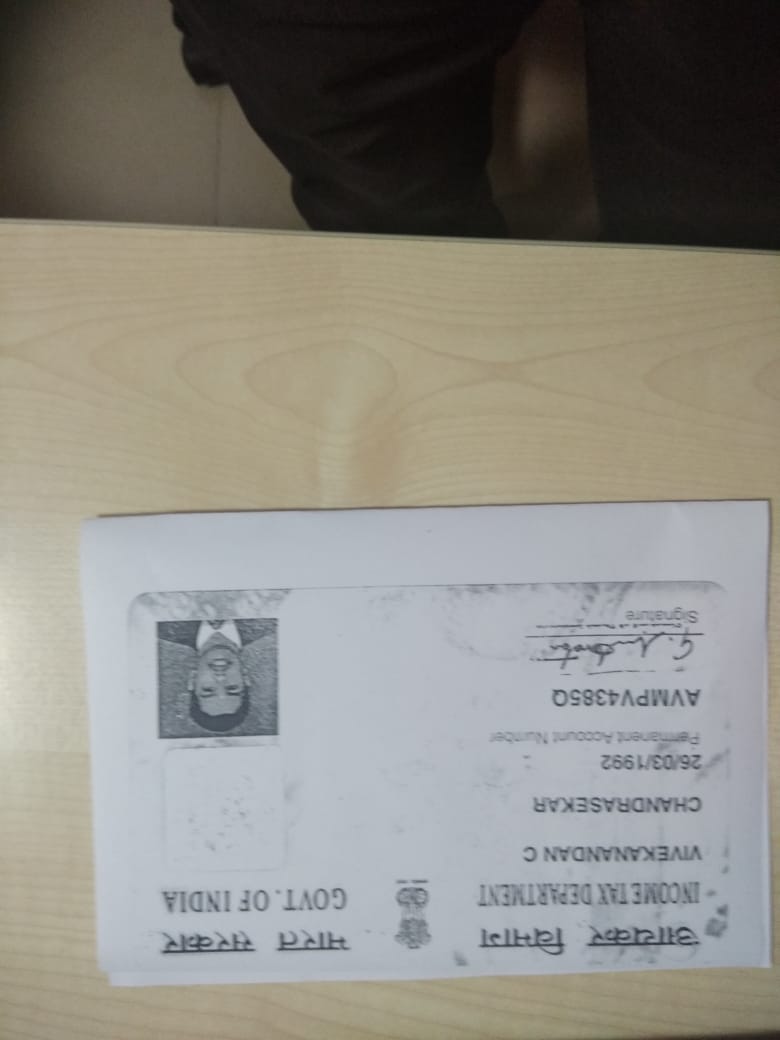 आयकर विभाग
भारत सरकार
INCOME TAX DEPARTMENT
GOVT. OF INDIA
VIVEKANANDAN C
CHANDRASEKAR
26/03/1992
Permanent Account Number
AVMPV4385Q
Signature